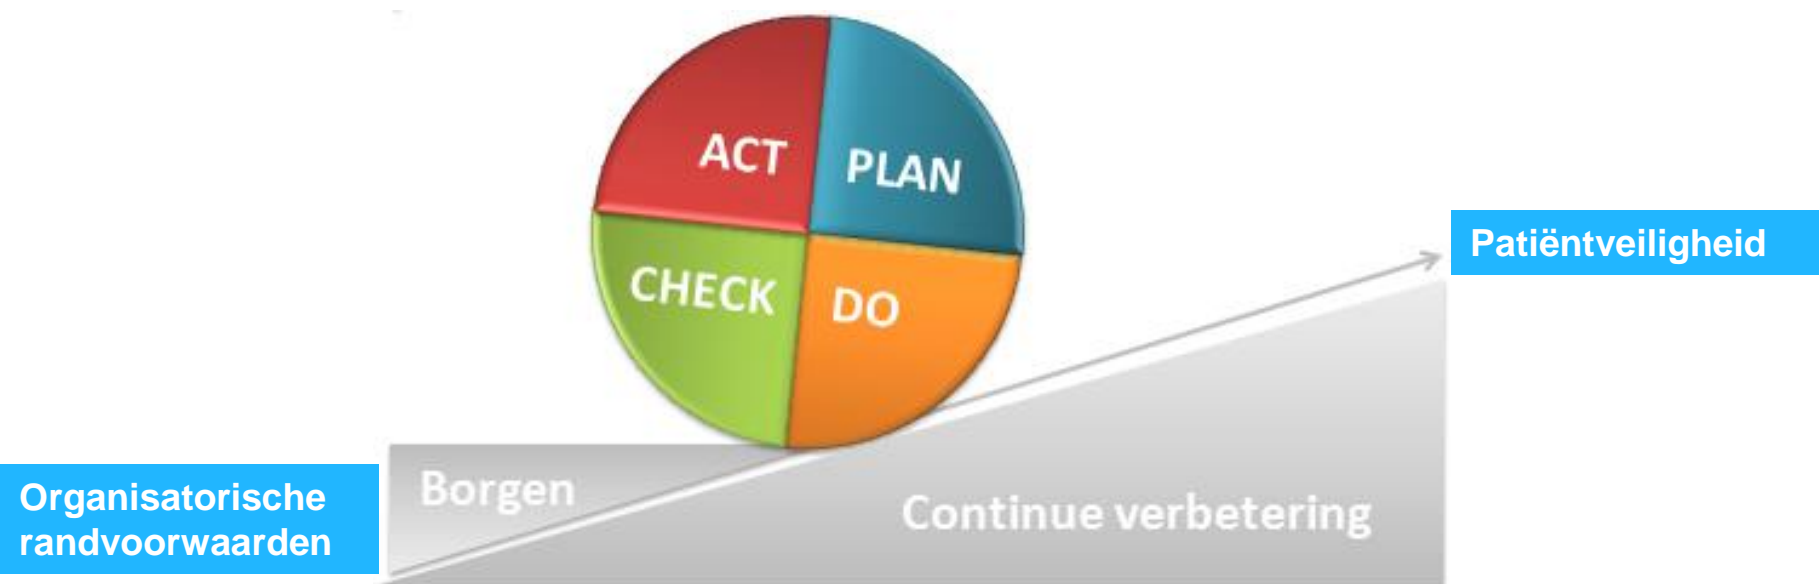 ACT
PLAN
CHECK
DO
Patiëntveiligheid
Borgen
Organisatorische
randvoorwaarden
Continue verbetering